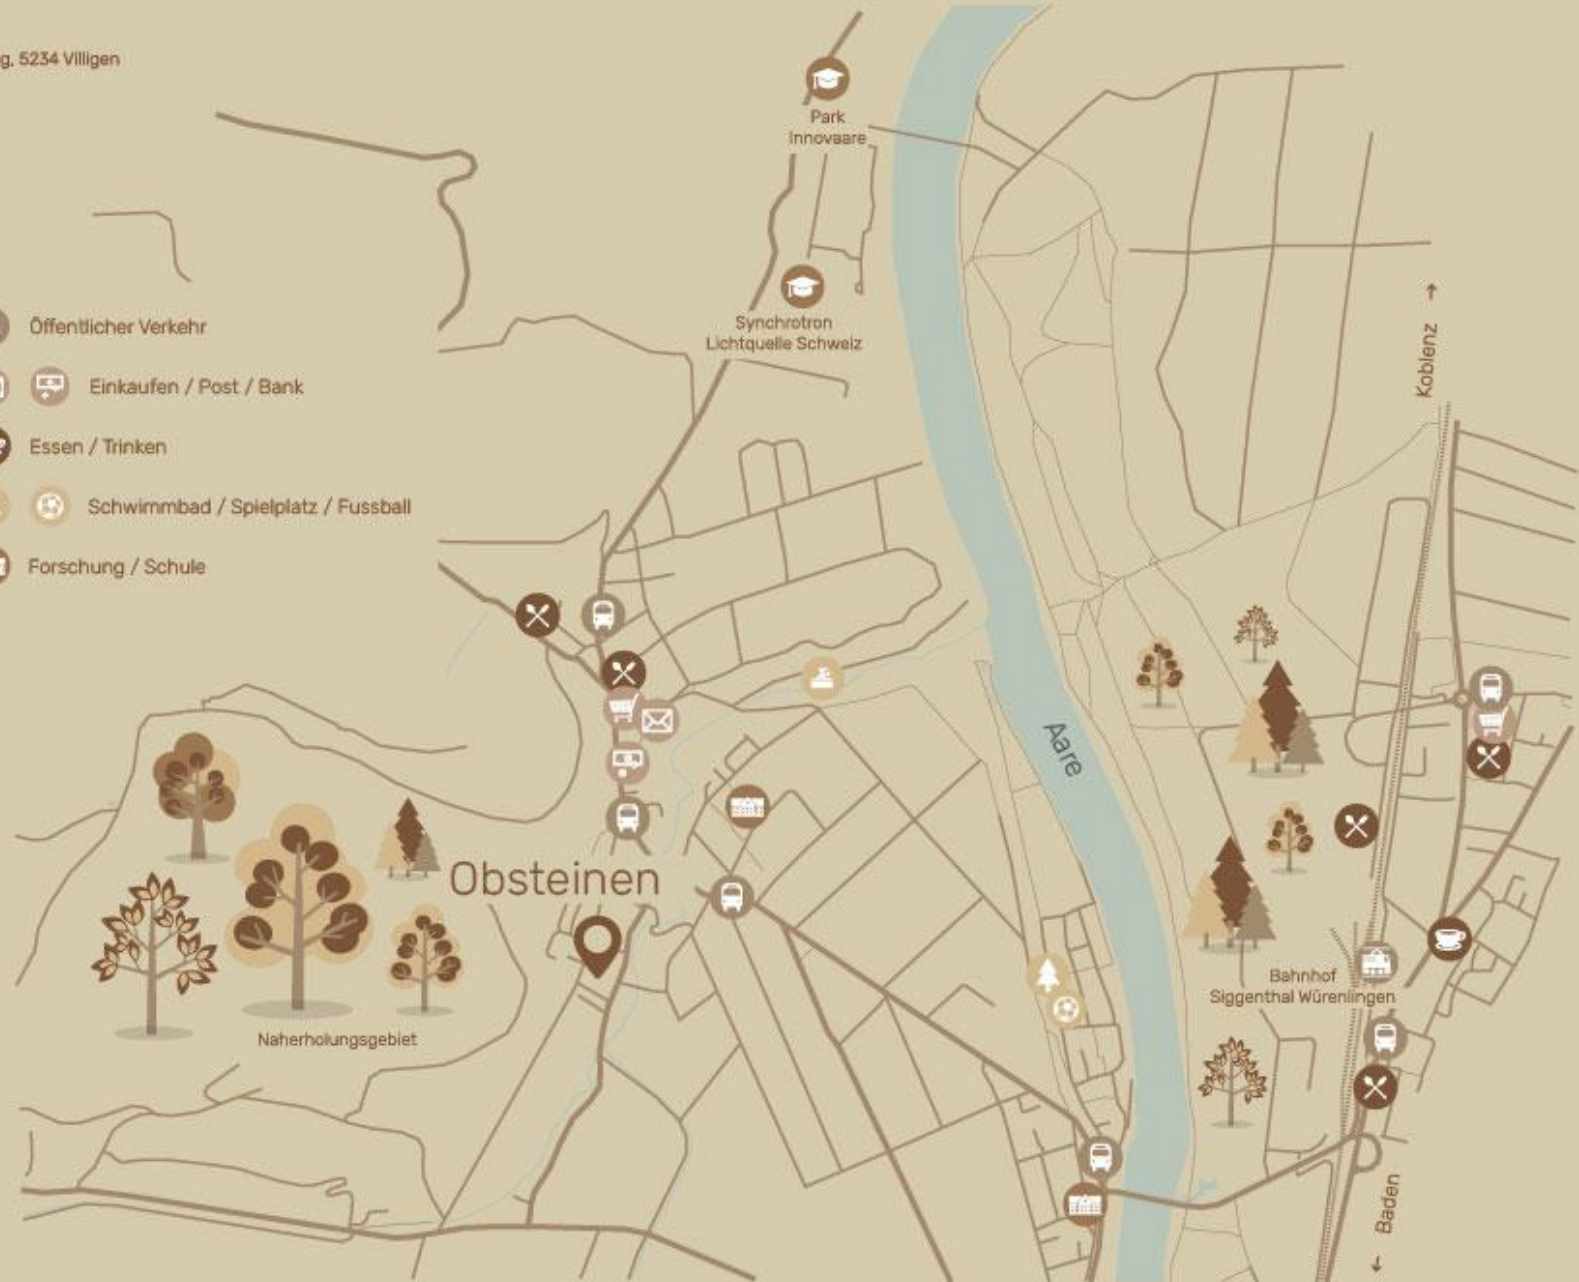 g, 5234 Villigen
Park
Innovaare
Synchrotron
Lichtquelle Schweiz
Koblenz →
Öffentlicher Verkehr
Einkaufen / Post / Bank
Essen / Trinken
Schwimmbad / Spielplatz / Fussball
Forschung / Schule
Aare
Obsteinen
Bahnhof
Siggenthal Würenlingen
Naherholungsgebiet
← Baden